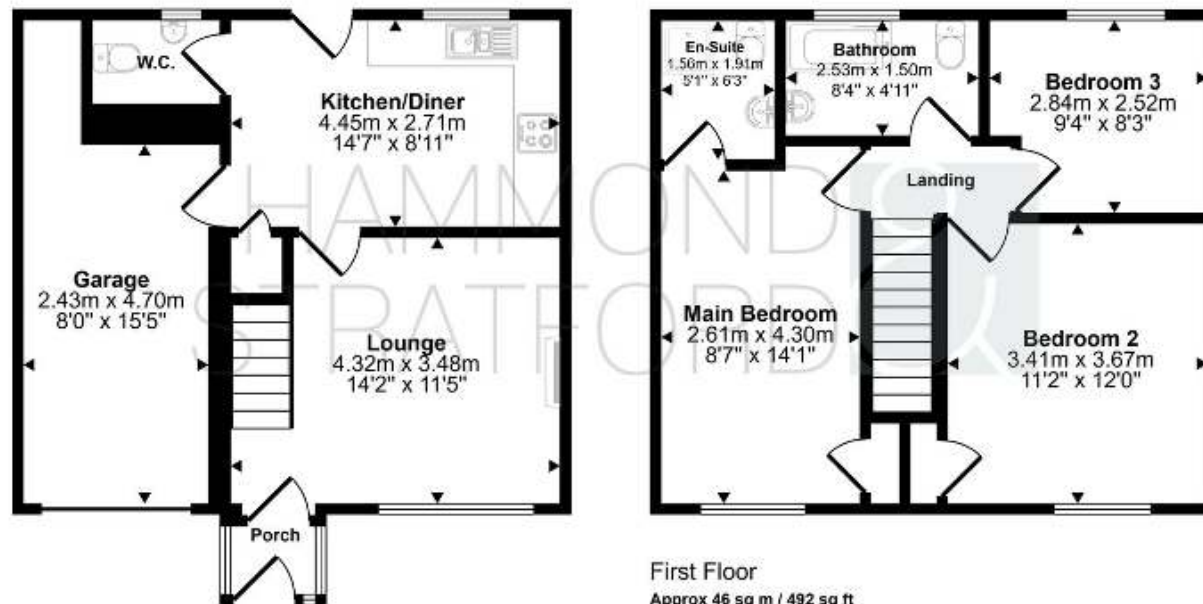 W.C.
Kitchen/Diner
4.45m x 2.71m
14'7" x 8'11"
Garage
2.43m x 4.70m
8'0" x 15'5"
Lounge
4.32m x 3.48m
14'2" x 11'5"
Porch
En-Suite
1.56m x 1.91m
5'1" x 6'3"
Bathroom
2.53m x 1.50m
8'4" x 4'11"
Bedroom 3
2.84m x 2.52m
9'4" x 8'3"
Landing
Main Bedroom
2.61m x 4.30m
8'7" x 14'1"
Bedroom 2
3.41m x 3.67m
11'2" x 12'0"
HAMMOND
STRATFORD
First Floor
Approx 46 sq m / 492 sq ft